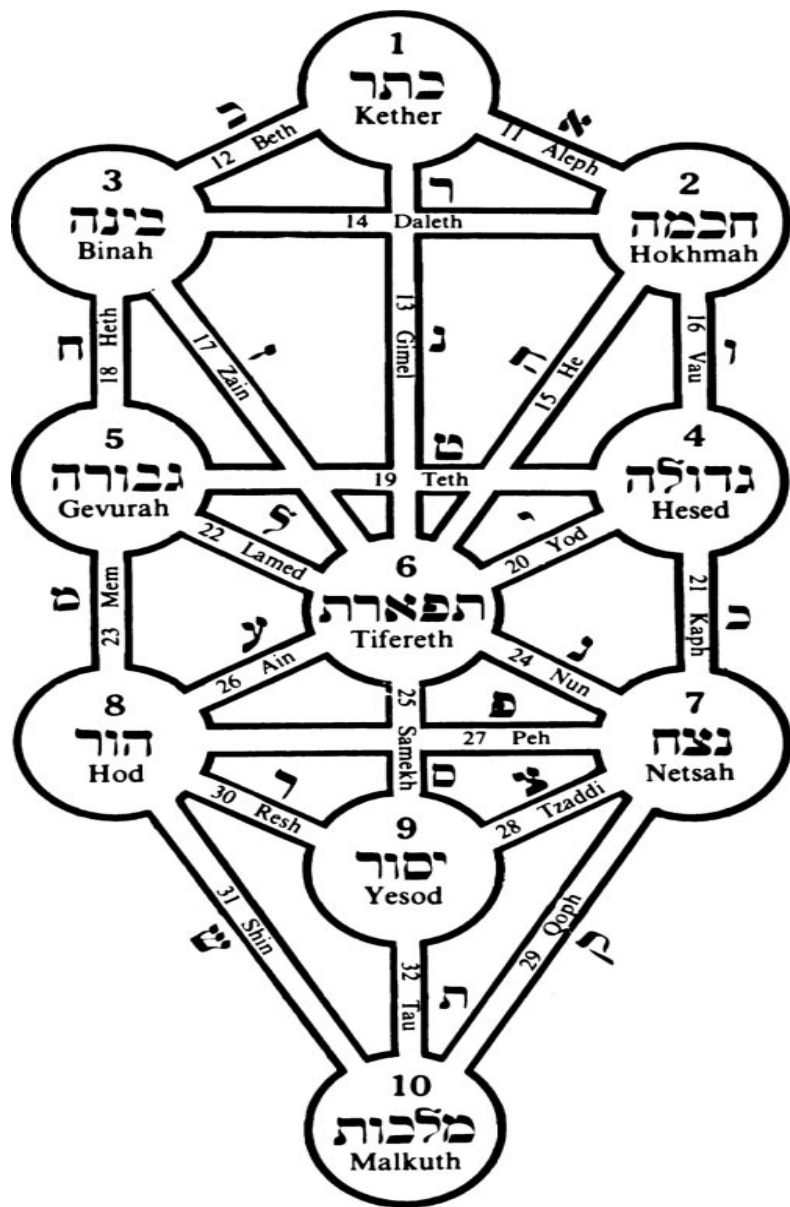 1
כתר
Kether
ב
12 Beth
11 Aleph
א
3
בינה
Binah
2
חכמה
Hokhmah
ר
14 Daleth
ח
18 Heth
17 Zain
ז
13 Gimel
ג
ה
15 He
16 Vau
ו
5
גבורה
Gevurah
ט
19 Teth
4
גדולה
Hesed
22 Lamed
ל
י
20 Yod
6
תפארת
Tifereth
23 Mem
21 Kaph
כ
ע
26 Ain
נ
24 Nun
8
הור
Hod
25 Samekh
ס
פ
27 Peh
7
נצח
Netsah
ר
30 Resh
צ
28 Tzaddi
9
יסור
Yesod
31 Shin
ש
29 Qoph
ק
32 Tau
ת
10
מלכות
Malkuth